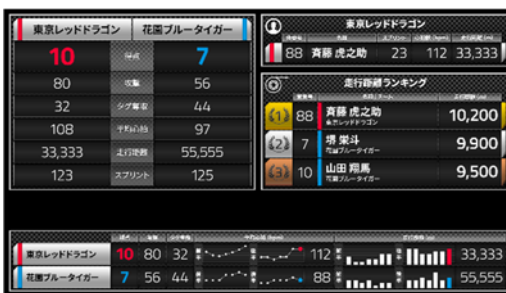 東京レッドドラゴン 花園ブルータイガー
10 得点 7
80 攻撃 56
32 タグ奪取 44
108 平均心拍 97
33,333 走行距離 55,555
123 スプリント 125
東京レッドドラゴン
88 斉藤 虎之助 23 112 33,333
走行距離ランキング
1 88 斉藤 虎之助 10,200
東京レッドドラゴン
2 7 堺 栄斗 9,900
花園ブルータイガー
3 10 山田 翔馬 9,500
花園ブルータイガー
東京レッドドラゴン 10 80 32 112 33,333
花園ブルータイガー 7 56 44 88 55,555